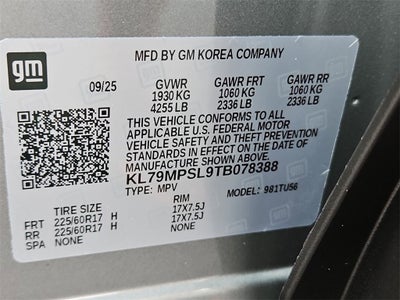 gm
MFD BY GM KOREA COMPANY
09/25 GVWR GAWR FRT GAWR RR
1930 KG 1060 KG 1060 KG
4255 LB 2336 LB 2336 LB
THIS VEHICLE CONFORMS TO ALL
APPLICABLE U.S. FEDERAL MOTOR
VEHICLE SAFETY AND THEFT PREVENTION
STANDARDS IN EFFECT ON THE DATE OF
MANUFACTURE SHOWN ABOVE.
KL79MPSL9TB078388
TYPE: MPV MODEL: 981TU56
TIRE SIZE RIM
FRT 225/60R17 H 17X7.5J
RR 225/60R17 H 17X7.5J
SPA NONE NONE